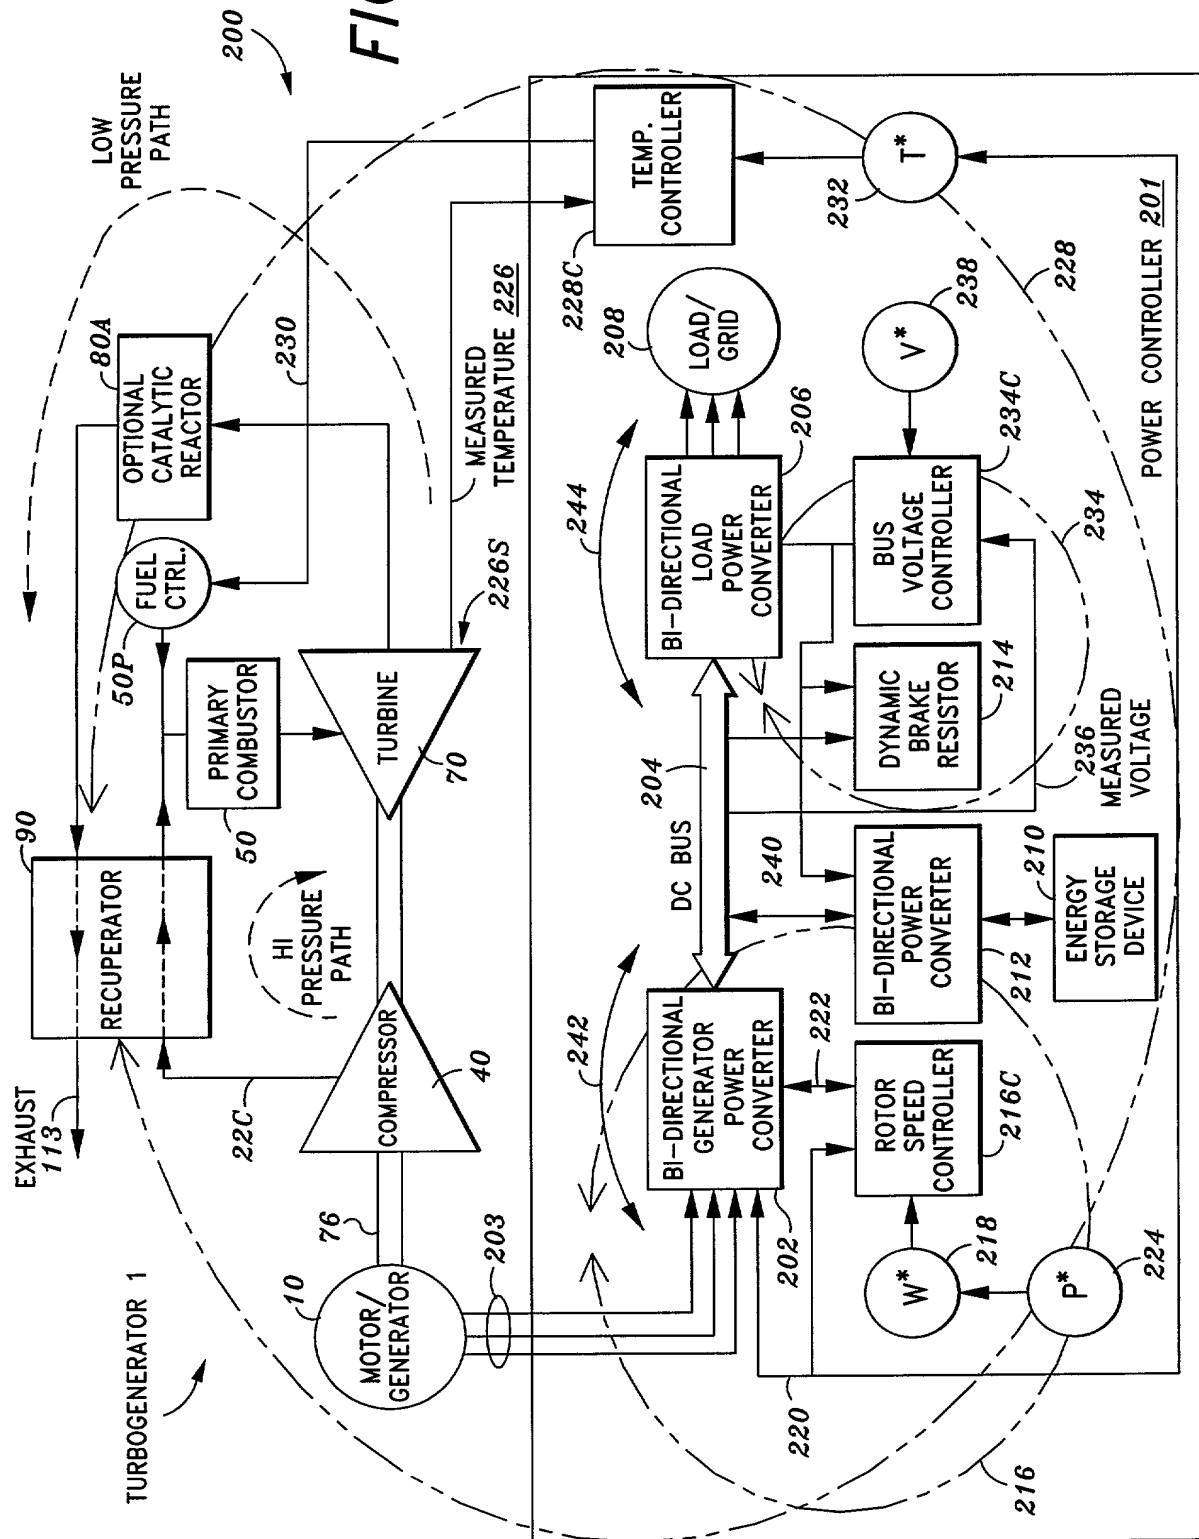 FIG
200
LOW
PRESSURE
PATH
TURBOGENERATOR 1
EXHAUST
113
RECUPERATOR
90
22C
HI
PRESSURE
PATH
50P
FUEL
CTRL.
OPTIONAL
CATALYTIC
REACTOR
80A
230
PRIMARY
COMBUSTOR
50
10
MOTOR/
GENERATOR
76
203
COMPRESSOR
40
TURBINE
70
226S
MEASURED
TEMPERATURE 226
TEMP.
CONTROLLER
228C
242
BI-DIRECTIONAL
GENERATOR
POWER
CONVERTER
202
DC BUS
204
244
BI-DIRECTIONAL
LOAD
POWER
CONVERTER
206
208
LOAD/
GRID
220
222
W*
218
ROTOR
SPEED
CONTROLLER
216C
240
BI-DIRECTIONAL
POWER
CONVERTER
212
DYNAMIC
BRAKE
RESISTOR
214
BUS
VOLTAGE
CONTROLLER
234C
V*
238
232
T*
216
P*
224
ENERGY
STORAGE
DEVICE
210
236
MEASURED
VOLTAGE
234
228
POWER CONTROLLER 201